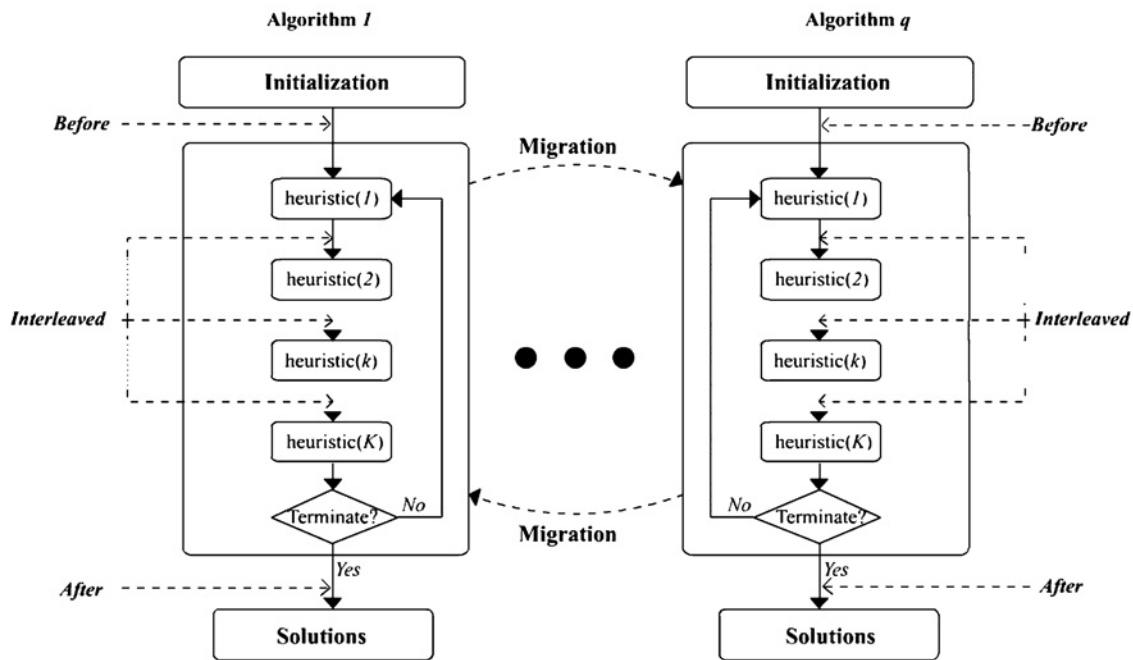 Algorithm 1
Algorithm q
Initialization
Initialization
Before
Before
Migration
heuristic(1)
heuristic(1)
heuristic(2)
heuristic(2)
Interleaved
Interleaved
heuristic(k)
heuristic(k)
heuristic(K)
heuristic(K)
No
No
Terminate?
Terminate?
Migration
Yes
Yes
After
After
Solutions
Solutions